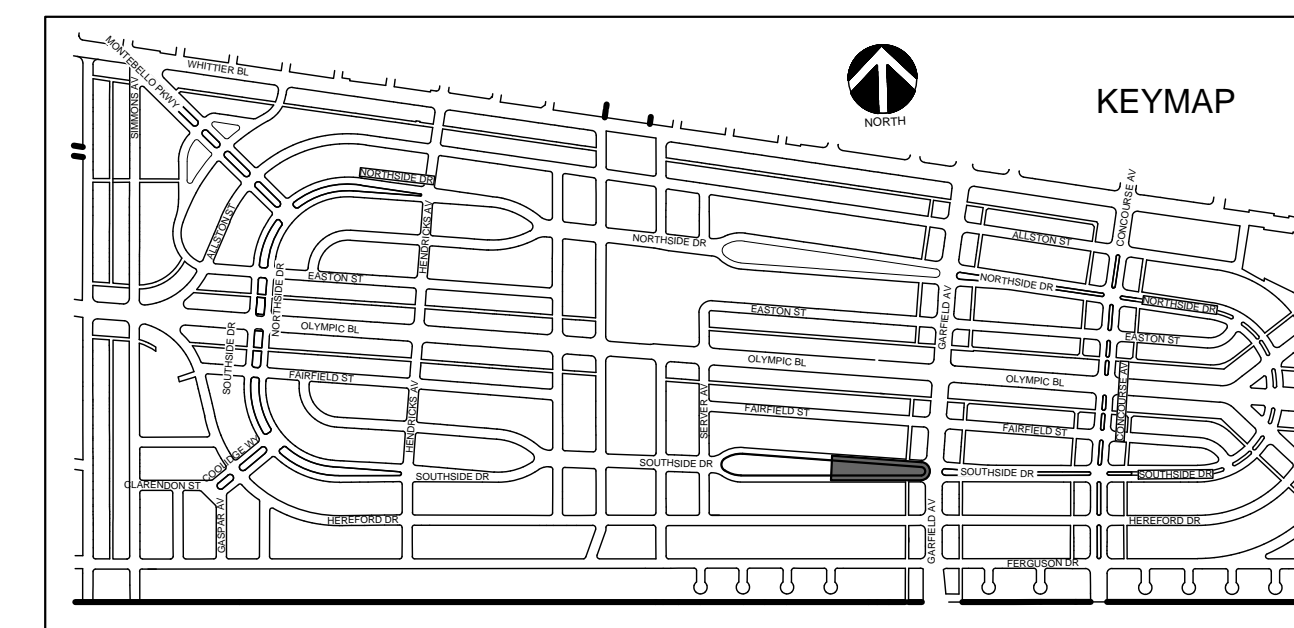 MONTEBELLO PKWY
WHITTIER BL
SIMMONS AV
NORTH
KEYMAP
NORTHSIDE DR
CONCOURSE AV
ALLSTON ST
HENDRICKS AV
NORTHSIDE DR
ALLSTON ST
NORTHSIDE DR
EASTON ST
NORTHSIDE DR
NORTHSIDE DR
EASTON ST
GARFIELD AV
EASTON ST
OLYMPIC BL
SOUTHSIDE DR
OLYMPIC BL
FAIRFIELD ST
OLYMPIC BL
HENDRICKS AV
SERVER AV
CONCOURSE AV
FAIRFIELD ST
FAIRFIELD ST
COOLIDGE WY
SOUTHSIDE DR
SOUTHSIDE DR
SOUTHSIDE DR
SOUTHSIDE DR
CLARENDON ST
GASPAR AV
HEREFORD DR
GARFIELD AV
HEREFORD DR
FERGUSON DR